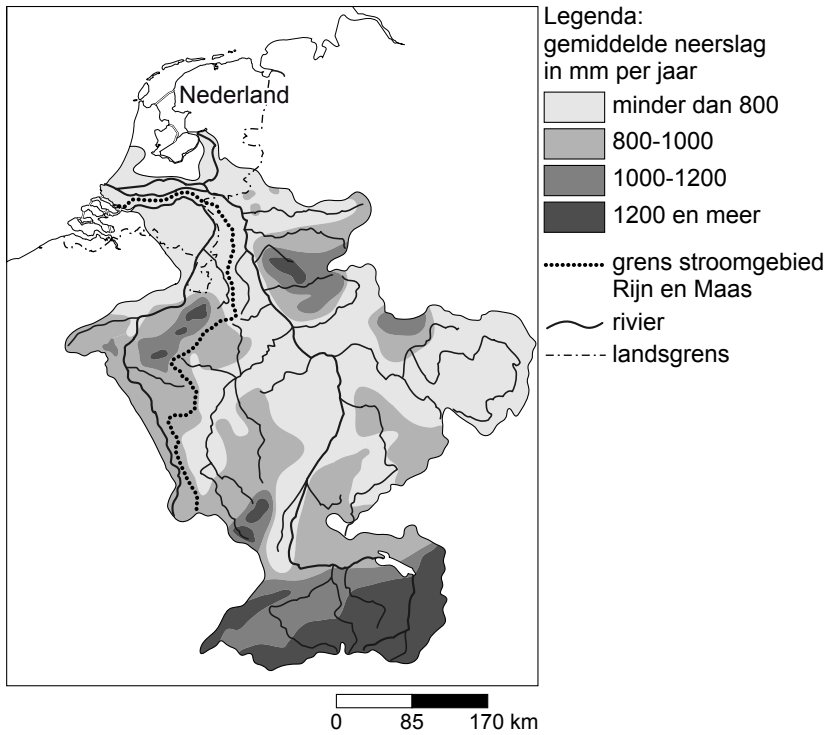 Nederland
Legenda:
gemiddelde neerslag
in mm per jaar
minder dan 800
800-1000
1000-1200
1200 en meer
grens stroomgebied
Rijn en Maas
rivier
landsgrens
0 85 170 km